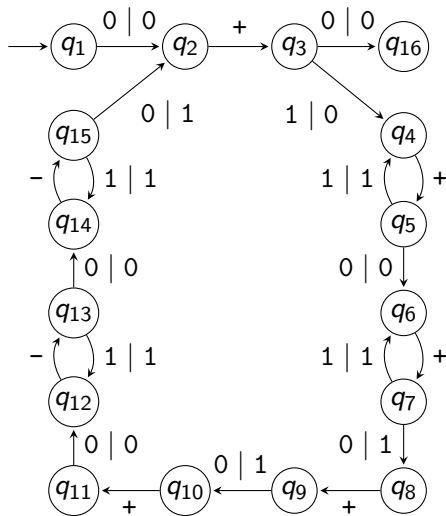 0 | 0 + 0 | 0
q1 q2 q3 q16
0 | 1 1 | 0
q15 q4
− 1 | 1 1 | 1 +
q14 q5
0 | 0 0 | 0
q13 q6
− 1 | 1 1 | 1 +
q12 q7
0 | 0 0 | 1 0 | 1
q11 q10 q9 q8
+ +